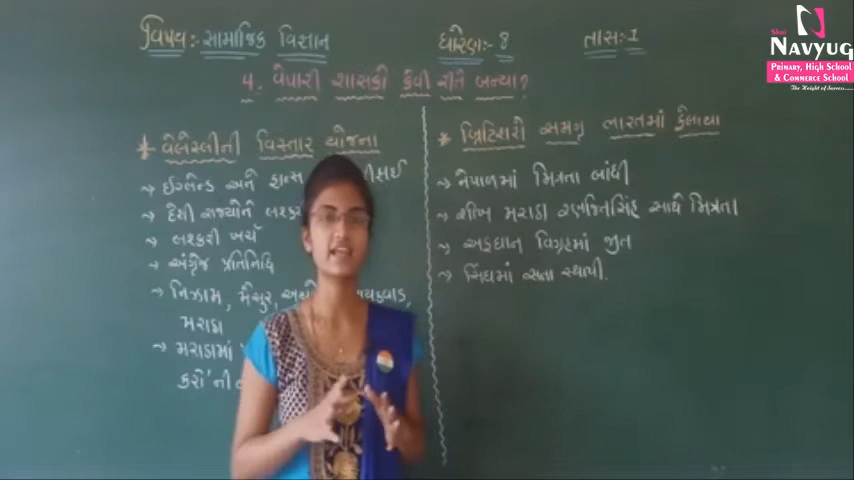 વિષય:- સામાજિક વિજ્ઞાન
ધોરણ:- 8
તાસ:- 1
Shri
NAVYUG
PRIMARY, HIGH SCHOOL
& COMMERCE SCHOOL
The Height of Success......
વેપારી શાસકો કેવી રીતે બન્યા?
* વેલેસ્લીની વિસ્તાર યોજના
→ ઈંગ્લેન્ડ અને ફ્રાન્સ
→ દેશી રાજ્યોને લશ્કર
→ લશ્કરી ખર્ચ
→ અંગ્રેજ પ્રતિનિધિ
→ નિઝામ, મૈસુર,
મરાઠા
→ મરાઠામાં
કરો'ની
* બ્રિટિશરો સમગ્ર ભારતમાં ફેલાયા
→ નેપાળમાં મિત્રતા બાંધી
→ શીખ મરાઠા રણજિતસિંહ સાથે મિત્રતા
→ અફઘાન વિગ્રહમાં જીત
→ સિંધમાં સત્તા સ્થાપી.